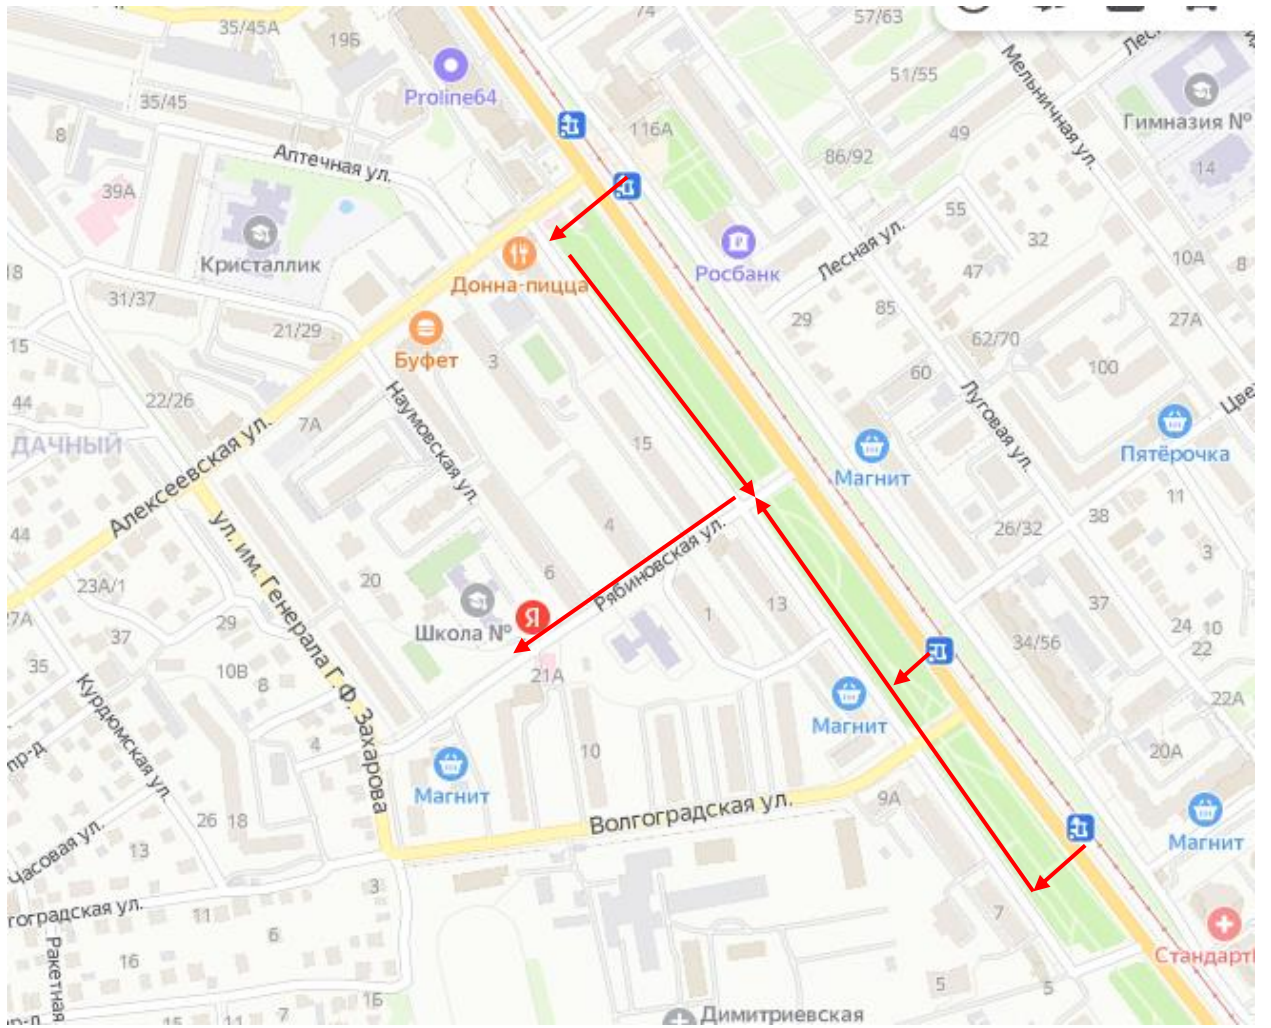 35/45А
19Б
74
57/63
Лес
Proline64
51/55
Мельничная ул.
Гимназия №
35/45
8
Аптечная ул.
116А
86/92
49
14
39А
Кристаллик
Донна-пицца
Росбанк
Лесная ул.
55
32
10А
8
18
31/37
47
21/29
29
85
27А
15
Буфет
3
62/70
100
60
44
22/26
7А
Наумовская ул.
Луговая ул.
Цве
ДАЧНЫЙ
Алексеевская ул.
15
Магнит
Пятёрочка
11
44
ул. им. Генерала Г. Ф. Захарова
4
26/32
38
3
23А/1
20
6
Рябиновская ул.
27А
37
29
Школа №
Я
1
13
37
24
10
34/56
22
35
10В
8
21А
22А
Курдюмская ул.
Магнит
пр-д
4
10
20А
Магнит
Волгоградская ул.
9А
26
18
Магнит
Часовая ул.
13
3
гоградская ул.
11
7
6
Стандарт
Ракетная
16
5
5
1Б
Димитриевская
15
11
7